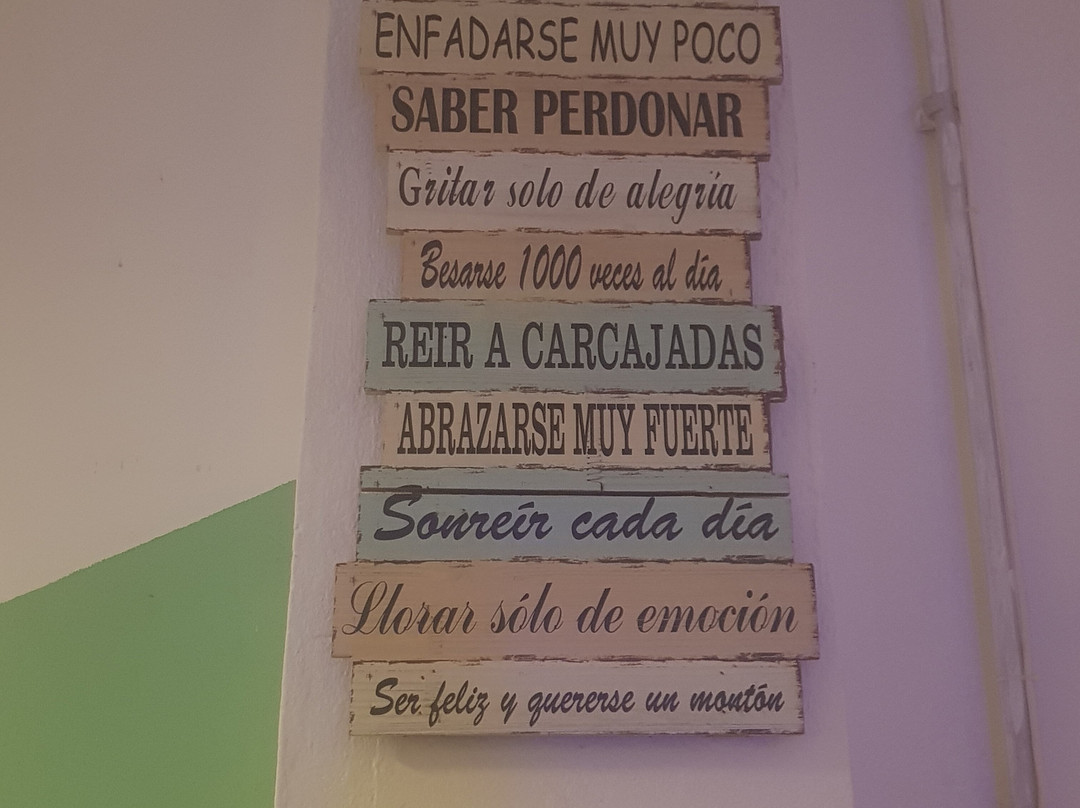 ENFADARSE MUY POCO
SABER PERDONAR
Gritar solo de alegría
Besarse 1000 veces al día
REIR A CARCAJADAS
ABRAZARSE MUY FUERTE
Sonreír cada día
Llorar sólo de emoción
Ser feliz y quererse un montón